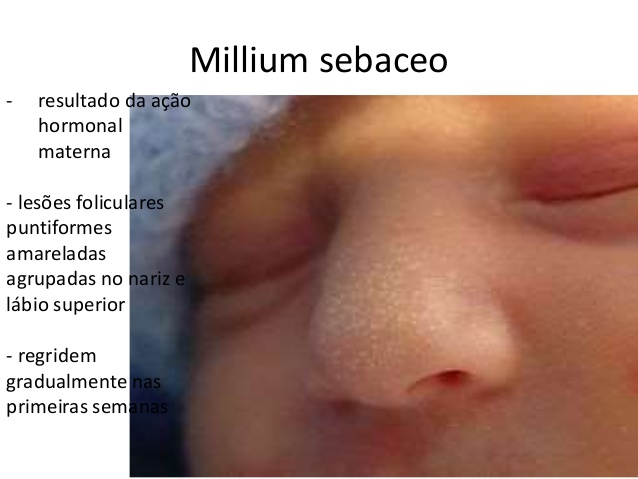 Millium sebaceo
- resultado da ação
hormonal
materna
- lesões foliculares
puntiformes
amareladas
agrupadas no nariz e
lábio superior
- regridem
gradualmente nas
primeiras semanas